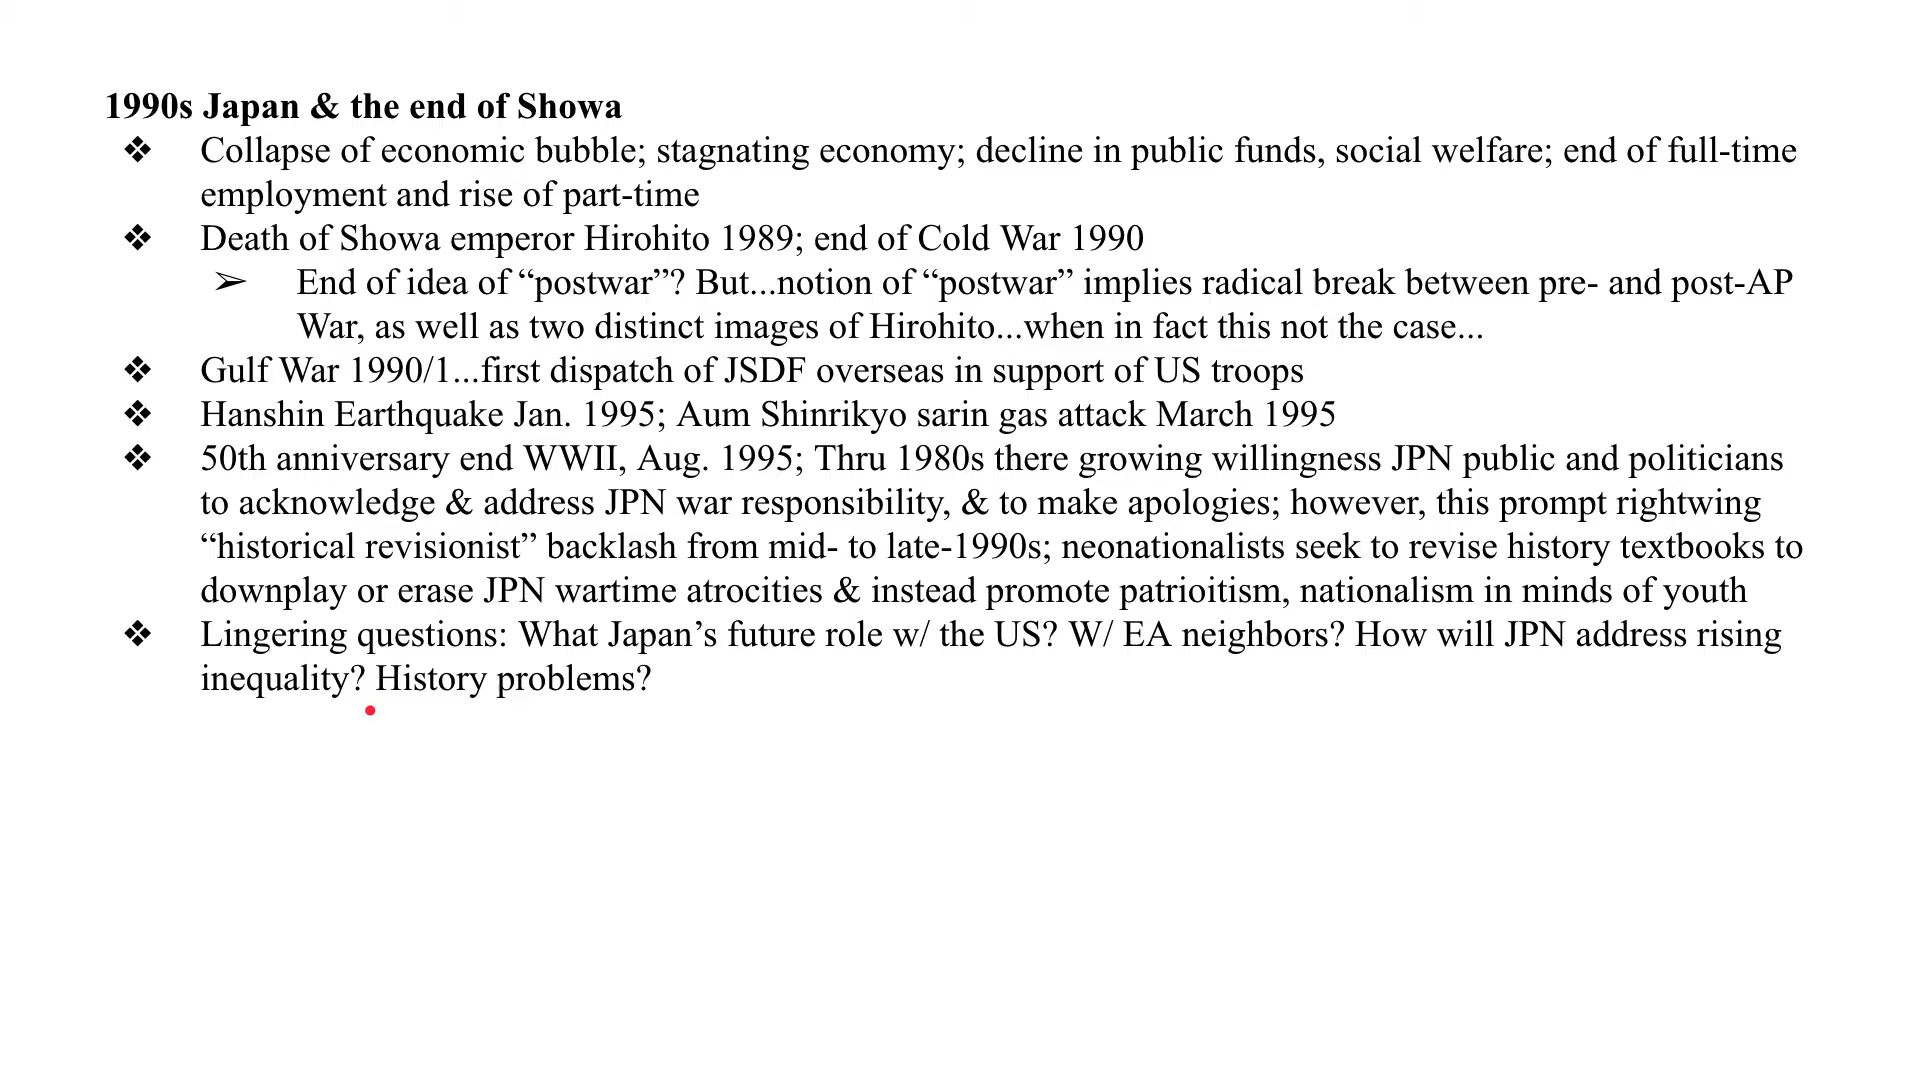 1990s Japan & the end of Showa
❖ Collapse of economic bubble; stagnating economy; decline in public funds, social welfare; end of full-time
employment and rise of part-time
❖ Death of Showa emperor Hirohito 1989; end of Cold War 1990
➢ End of idea of “postwar”? But...notion of “postwar” implies radical break between pre- and post-AP
War, as well as two distinct images of Hirohito...when in fact this not the case...
❖ Gulf War 1990/1...first dispatch of JSDF overseas in support of US troops
❖ Hanshin Earthquake Jan. 1995; Aum Shinrikyo sarin gas attack March 1995
❖ 50th anniversary end WWII, Aug. 1995; Thru 1980s there growing willingness JPN public and politicians
to acknowledge & address JPN war responsibility, & to make apologies; however, this prompt rightwing
“historical revisionist” backlash from mid- to late-1990s; neonationalists seek to revise history textbooks to
downplay or erase JPN wartime atrocities & instead promote patrioitism, nationalism in minds of youth
❖ Lingering questions: What Japan’s future role w/ the US? W/ EA neighbors? How will JPN address rising
inequality? History problems?